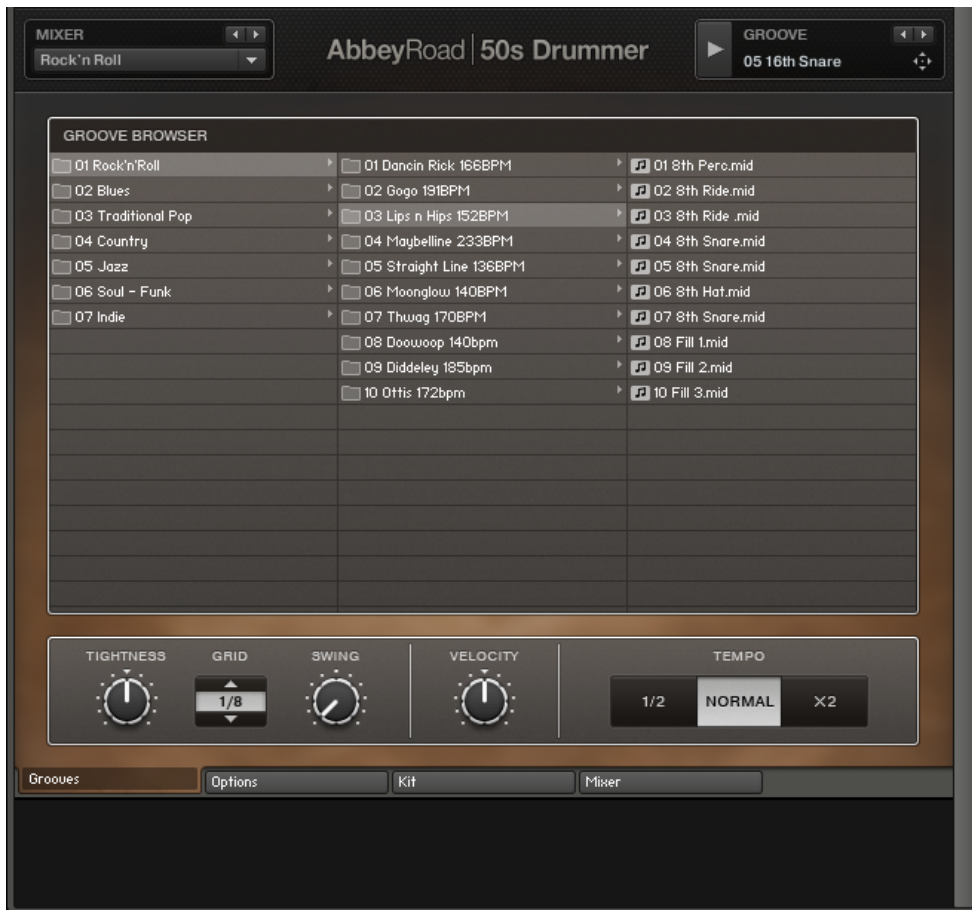 MIXER
Rock'n Roll
AbbeyRoad | 50s Drummer
GROOVE
05 16th Snare
GROOVE BROWSER
01 Rock'n'Roll
02 Blues
03 Traditional Pop
04 Country
05 Jazz
06 Soul - Funk
07 Indie
01 Dancin Rick 166BPM
02 Gogo 191BPM
03 Lips n Hips 152BPM
04 Maybelline 233BPM
05 Straight Line 136BPM
06 Moonglow 140BPM
07 Thwag 170BPM
08 Doowoop 140bpm
09 Diddeley 185bpm
10 Ottis 172bpm
01 8th Perc.mid
02 8th Ride.mid
03 8th Ride .mid
04 8th Snare.mid
05 8th Snare.mid
06 8th Hat.mid
07 8th Snare.mid
08 Fill 1.mid
09 Fill 2.mid
10 Fill 3.mid
TIGHTNESS GRID SWING VELOCITY TEMPO
1/8 1/2 NORMAL X2
Grooves Options Kit Mixer